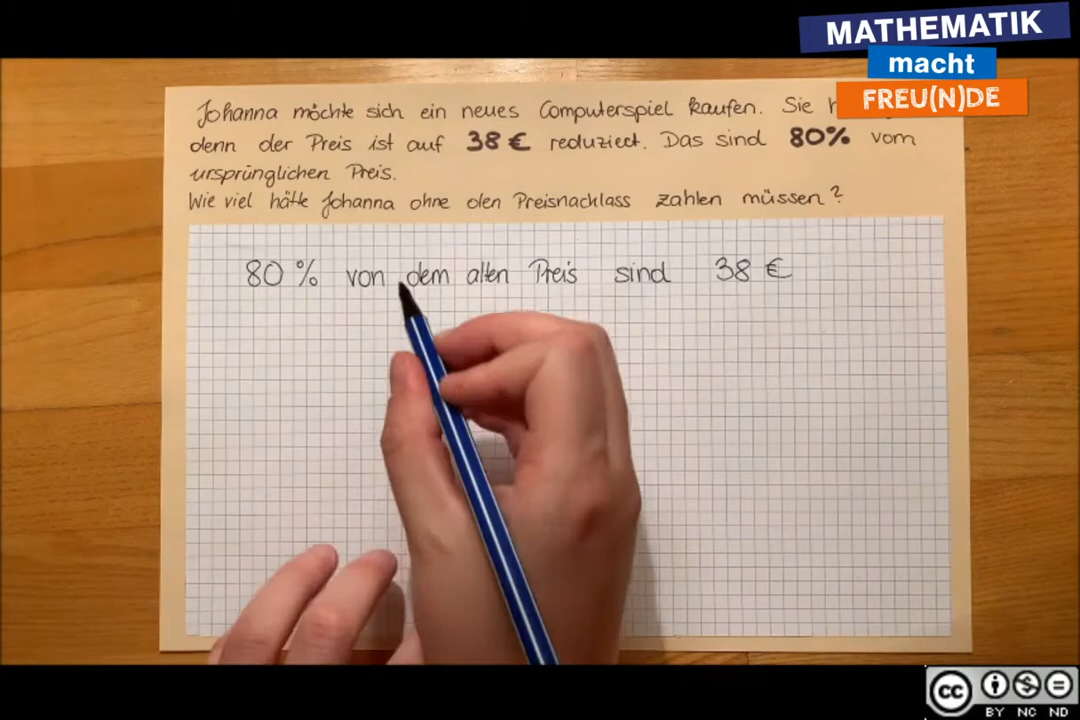 MATHEMATIK
macht
FREU(N)DE
Johanna möchte sich ein neues Computerspiel kaufen. Sie
denn der Preis ist auf 38 € reduziert. Das sind 80% vom
ursprünglichen Preis.
Wie viel hätte Johanna ohne den Preisnachlass zahlen müssen?
80 % von dem alten Preis sind 38 €
cc
BY NC ND